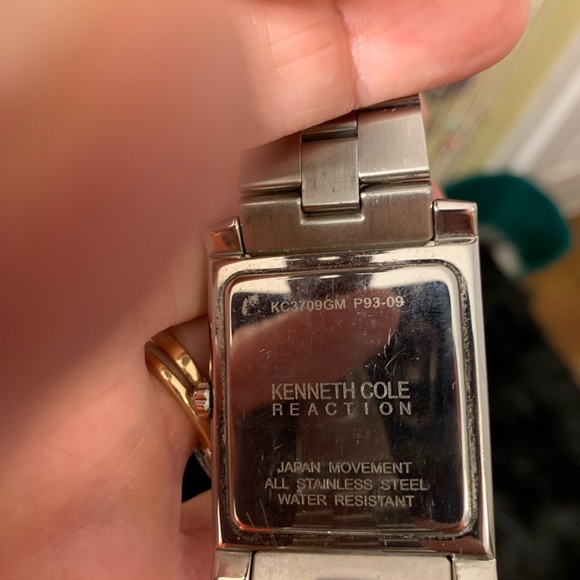 KC3709GM P93-09
KENNETH COLE
REACTION
JAPAN MOVEMENT
ALL STAINLESS STEEL
WATER RESISTANT